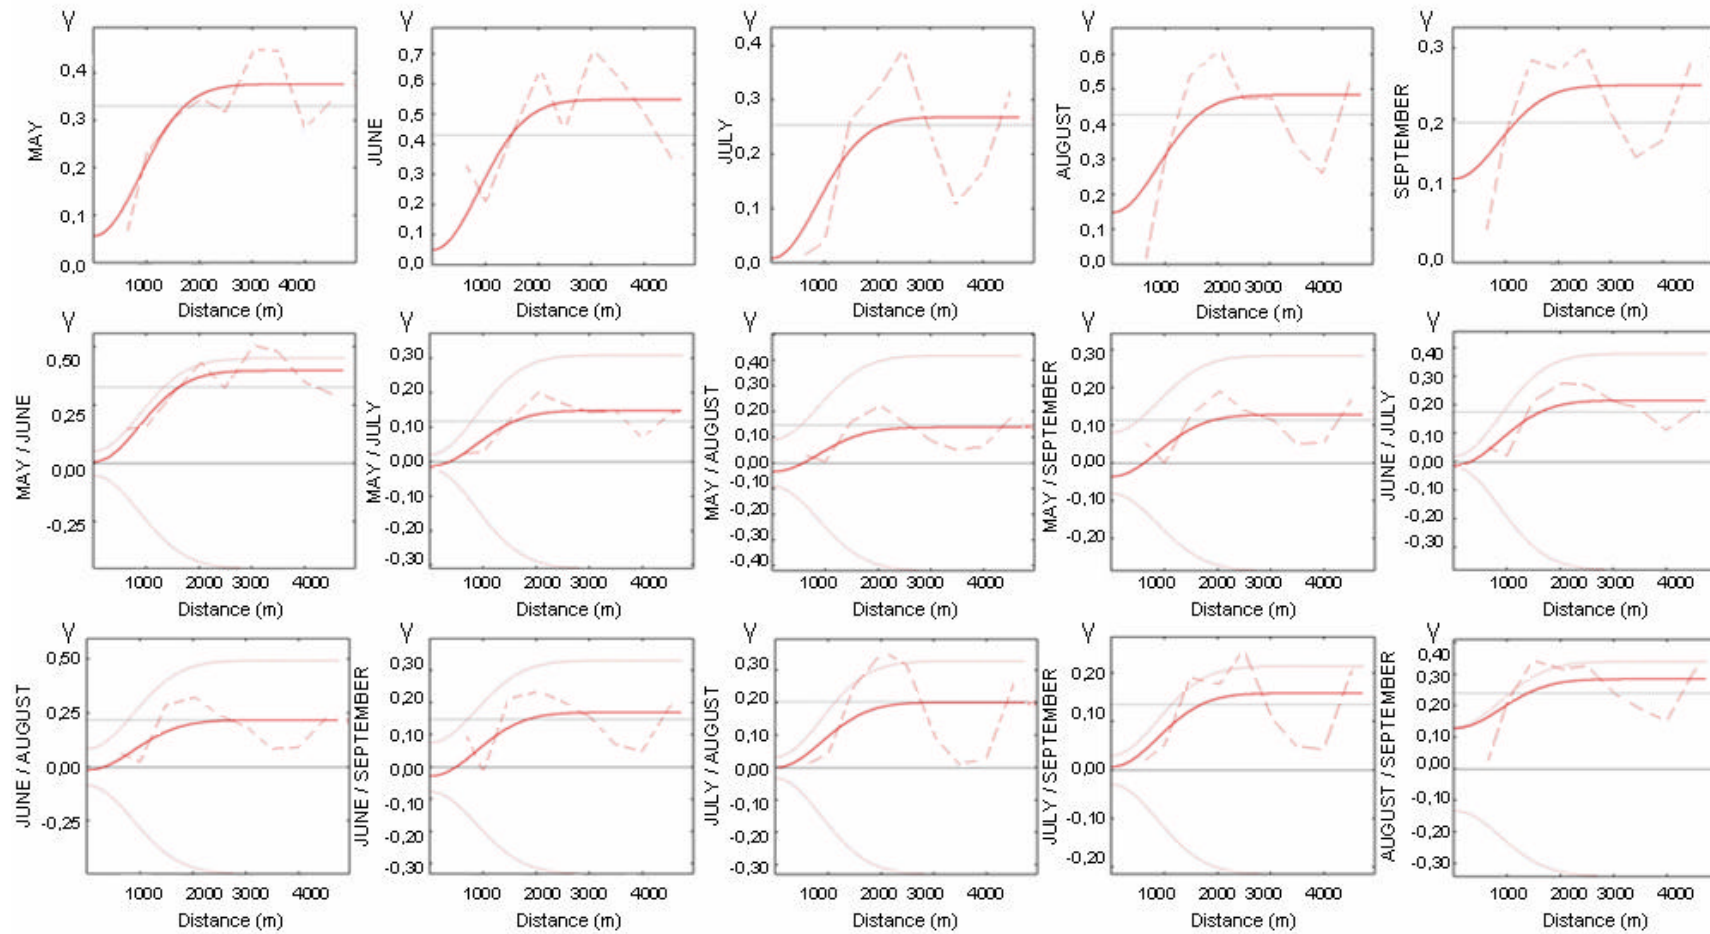 γ γ γ γ γ
MAY
0,4
0,3
0,2
0,1
0,0
1000 2000 3000 4000
Distance (m)
JUNE
0,7
0,6
0,5
0,4
0,3
0,2
0,1
0,0
1000 2000 3000 4000
Distance (m)
JULY
0,4
0,3
0,2
0,1
0,0
1000 2000 3000 4000
Distance (m)
AUGUST
0,6
0,5
0,4
0,3
0,2
0,1
0,0
1000 2000 3000 4000
Distance (m)
SEPTEMBER
0,3
0,2
0,1
0,0
1000 2000 3000 4000
Distance (m)
γ γ γ γ γ
MAY / JUNE
0,50
0,25
0,00
-0,25
1000 2000 3000 4000
Distance (m)
MAY / JULY
0,30
0,20
0,10
0,00
-0,10
-0,20
-0,30
1000 2000 3000 4000
Distance (m)
MAY / AUGUST
0,40
0,30
0,20
0,10
0,00
-0,10
-0,20
-0,30
-0,40
1000 2000 3000 4000
Distance (m)
MAY / SEPTEMBER
0,30
0,20
0,10
0,00
-0,10
-0,20
1000 2000 3000 4000
Distance (m)
JUNE / JULY
0,40
0,30
0,20
0,10
0,00
-0,10
-0,20
-0,30
1000 2000 3000 4000
Distance (m)
γ γ γ γ γ
JUNE / AUGUST
0,50
0,25
0,00
-0,25
1000 2000 3000 4000
Distance (m)
JUNE / SEPTEMBER
0,30
0,20
0,10
0,00
-0,10
-0,20
-0,30
1000 2000 3000 4000
Distance (m)
JULY / AUGUST
0,30
0,20
0,10
0,00
-0,10
-0,20
-0,30
1000 2000 3000 4000
Distance (m)
JULY / SEPTEMBER
0,20
0,10
0,00
-0,10
-0,20
1000 2000 3000 4000
Distance (m)
AUGUST / SEPTEMBER
0,40
0,30
0,20
0,10
0,00
-0,10
-0,20
-0,30
1000 2000 3000 4000
Distance (m)